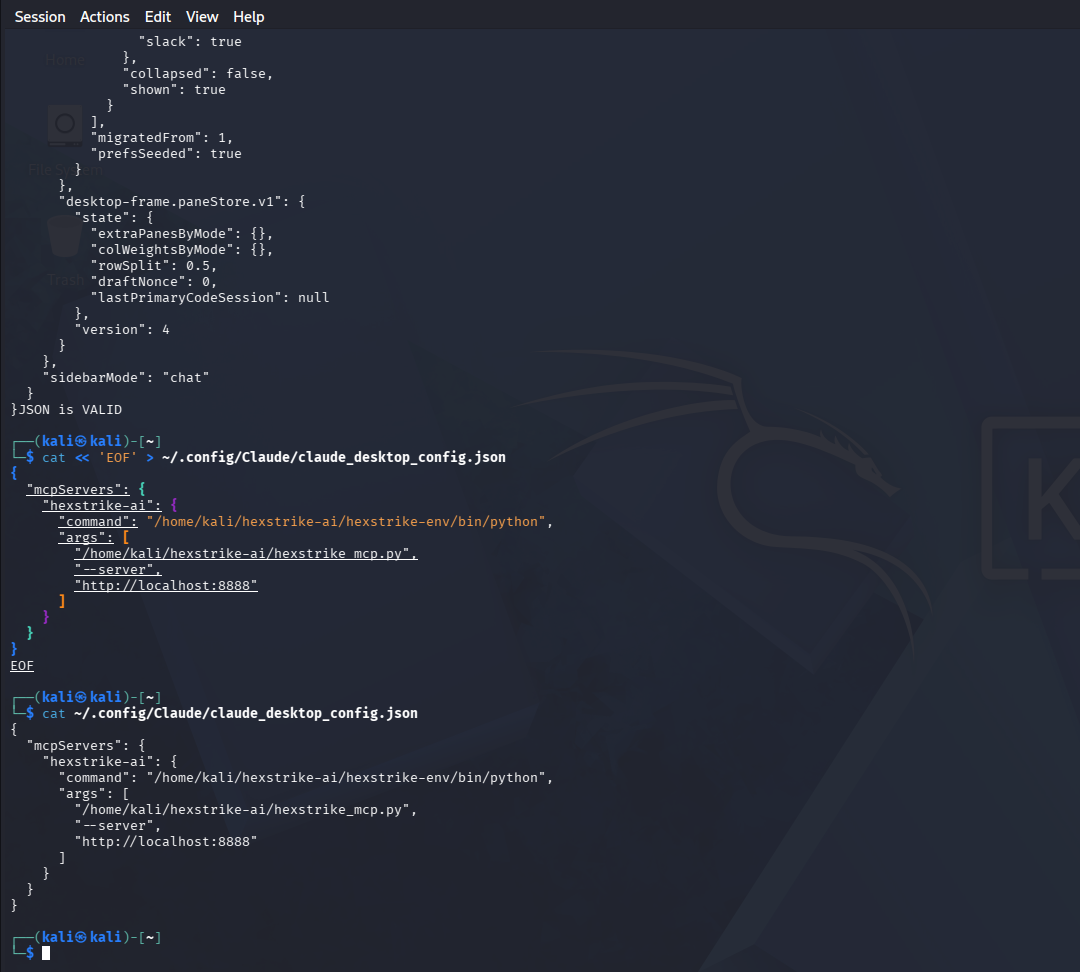 Session Actions Edit View Help
Home
File System
Trash
"slack": true
},
"collapsed": false,
"shown": true
}
],
"migratedFrom": 1,
"prefsSeeded": true
}
},
"desktop-frame.paneStore.v1": {
"state": {
"extraPanesByMode": {},
"colWeightsByMode": {},
"rowSplit": 0.5,
"draftNonce": 0,
"lastPrimaryCodeSession": null
},
"version": 4
}
},
"sidebarMode": "chat"
}
}JSON is VALID
┌──(kali㉿kali)-[~]
└─$ cat << 'EOF' > ~/.config/Claude/claude_desktop_config.json
{
"mcpServers": {
"hexstrike-ai": {
"command": "/home/kali/hexstrike-ai/hexstrike-env/bin/python",
"args": [
"/home/kali/hexstrike-ai/hexstrike_mcp.py",
"--server",
"http://localhost:8888"
]
}
}
}
EOF
┌──(kali㉿kali)-[~]
└─$ cat ~/.config/Claude/claude_desktop_config.json
{
"mcpServers": {
"hexstrike-ai": {
"command": "/home/kali/hexstrike-ai/hexstrike-env/bin/python",
"args": [
"/home/kali/hexstrike-ai/hexstrike_mcp.py",
"--server",
"http://localhost:8888"
]
}
}
}
┌──(kali㉿kali)-[~]
└─$
K